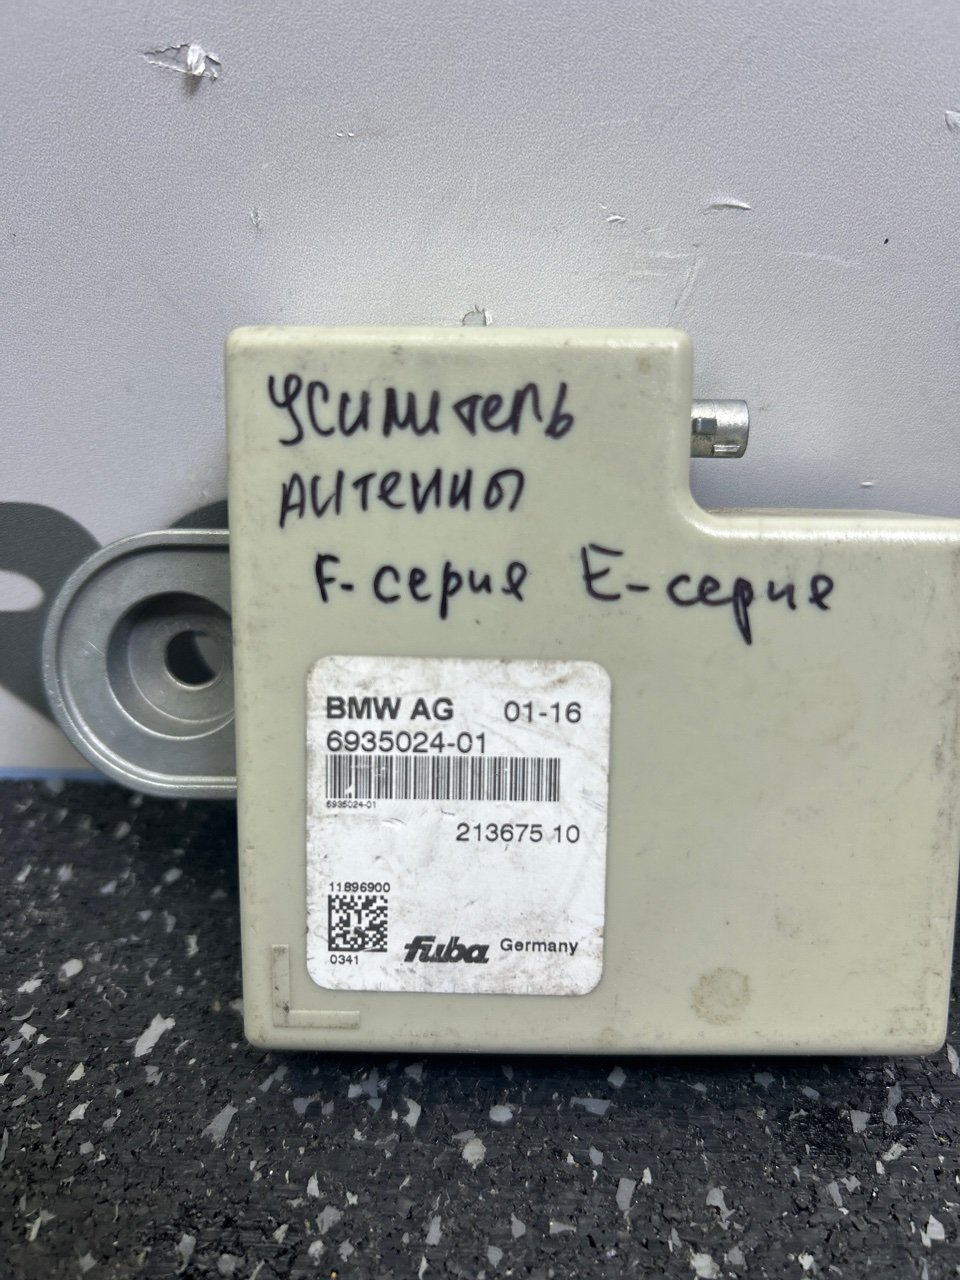 Усилитель
антенны
F-серия E-серия
BMW AG 01-16
6935024-01
6935024-01
213675 10
11896900
0341
fuba Germany